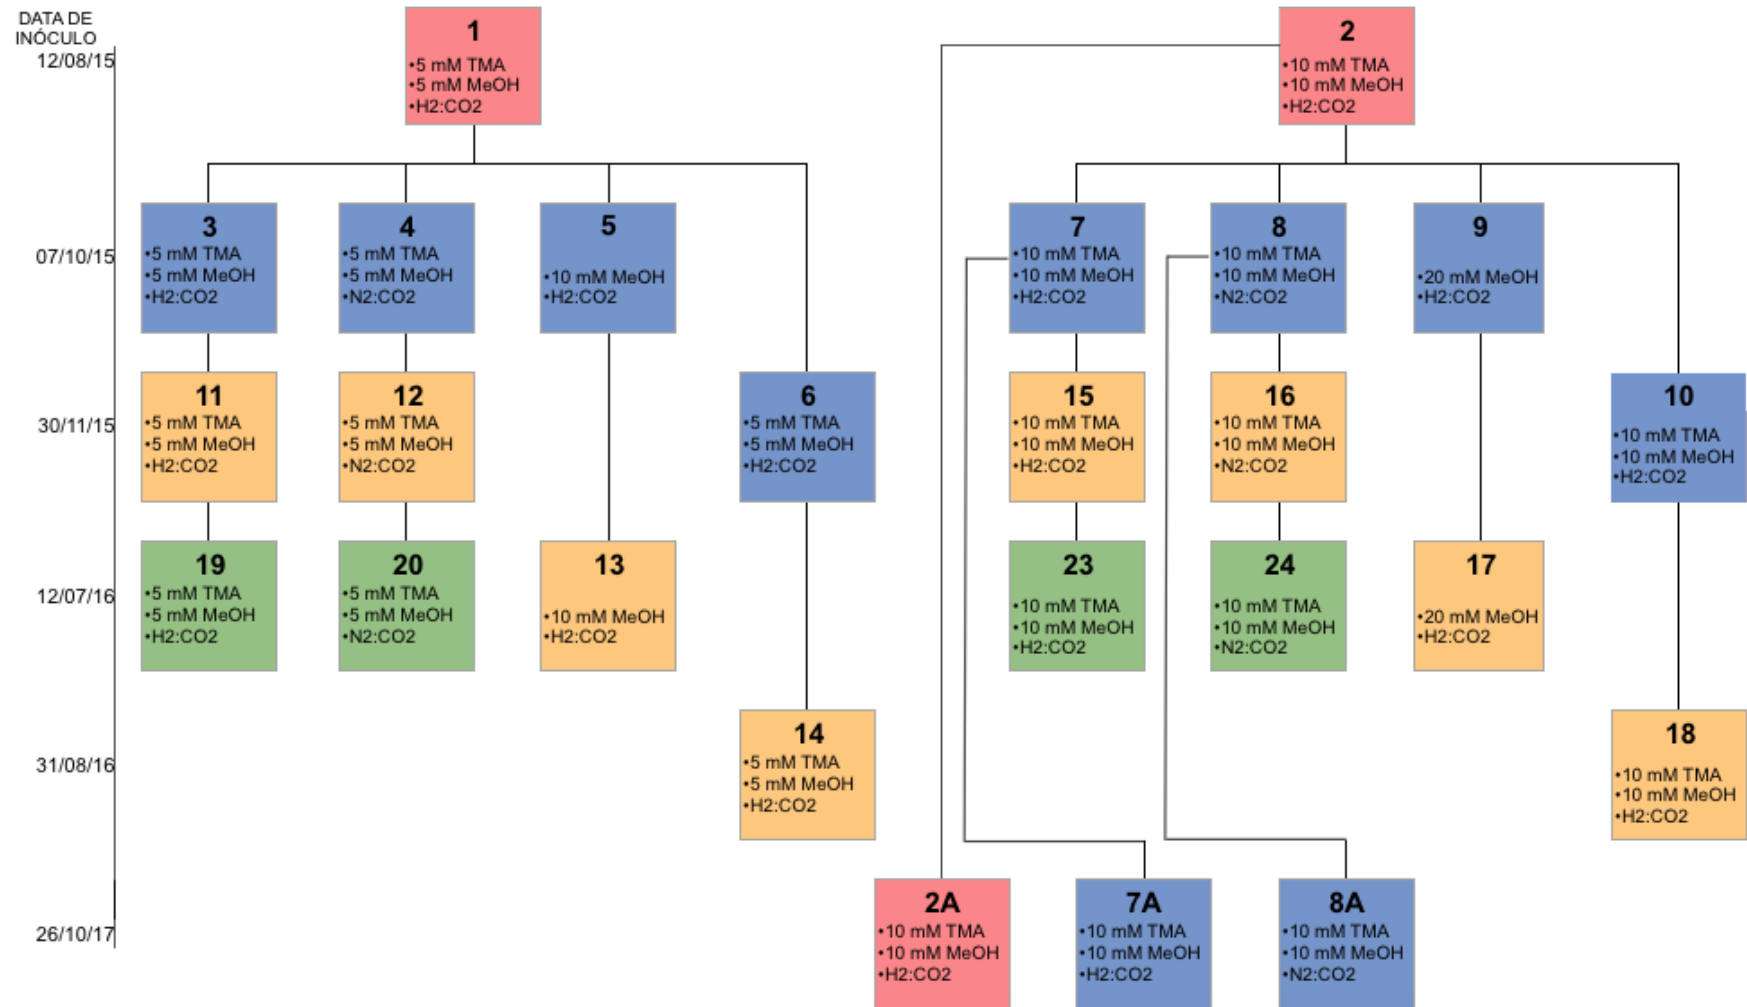 DATA DE
INÓCULO
12/08/15
1
•5 mM TMA
•5 mM MeOH
•H2:CO2
2
•10 mM TMA
•10 mM MeOH
•H2:CO2
07/10/15
3
•5 mM TMA
•5 mM MeOH
•H2:CO2
4
•5 mM TMA
•5 mM MeOH
•N2:CO2
5
•10 mM MeOH
•H2:CO2
7
•10 mM TMA
•10 mM MeOH
•H2:CO2
8
•10 mM TMA
•10 mM MeOH
•N2:CO2
9
•20 mM MeOH
•H2:CO2
30/11/15
11
•5 mM TMA
•5 mM MeOH
•H2:CO2
12
•5 mM TMA
•5 mM MeOH
•N2:CO2
6
•5 mM TMA
•5 mM MeOH
•H2:CO2
15
•10 mM TMA
•10 mM MeOH
•H2:CO2
16
•10 mM TMA
•10 mM MeOH
•N2:CO2
10
•10 mM TMA
•10 mM MeOH
•H2:CO2
12/07/16
19
•5 mM TMA
•5 mM MeOH
•H2:CO2
20
•5 mM TMA
•5 mM MeOH
•N2:CO2
13
•10 mM MeOH
•H2:CO2
23
•10 mM TMA
•10 mM MeOH
•H2:CO2
24
•10 mM TMA
•10 mM MeOH
•N2:CO2
17
•20 mM MeOH
•H2:CO2
31/08/16
14
•5 mM TMA
•5 mM MeOH
•H2:CO2
18
•10 mM TMA
•10 mM MeOH
•H2:CO2
26/10/17
2A
•10 mM TMA
•10 mM MeOH
•H2:CO2
7A
•10 mM TMA
•10 mM MeOH
•H2:CO2
8A
•10 mM TMA
•10 mM MeOH
•N2:CO2